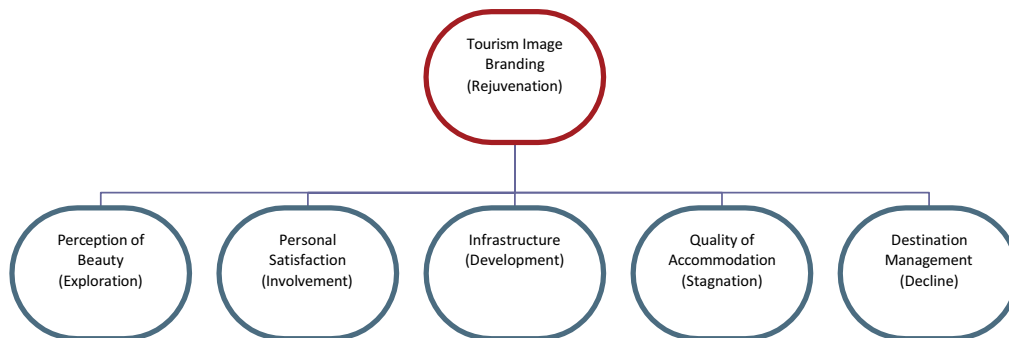 Tourism Image
Branding
(Rejuvenation)
Perception of
Beauty
(Exploration)
Personal
Satisfaction
(Involvement)
Infrastructure
(Development)
Quality of
Accommodation
(Stagnation)
Destination
Management
(Decline)